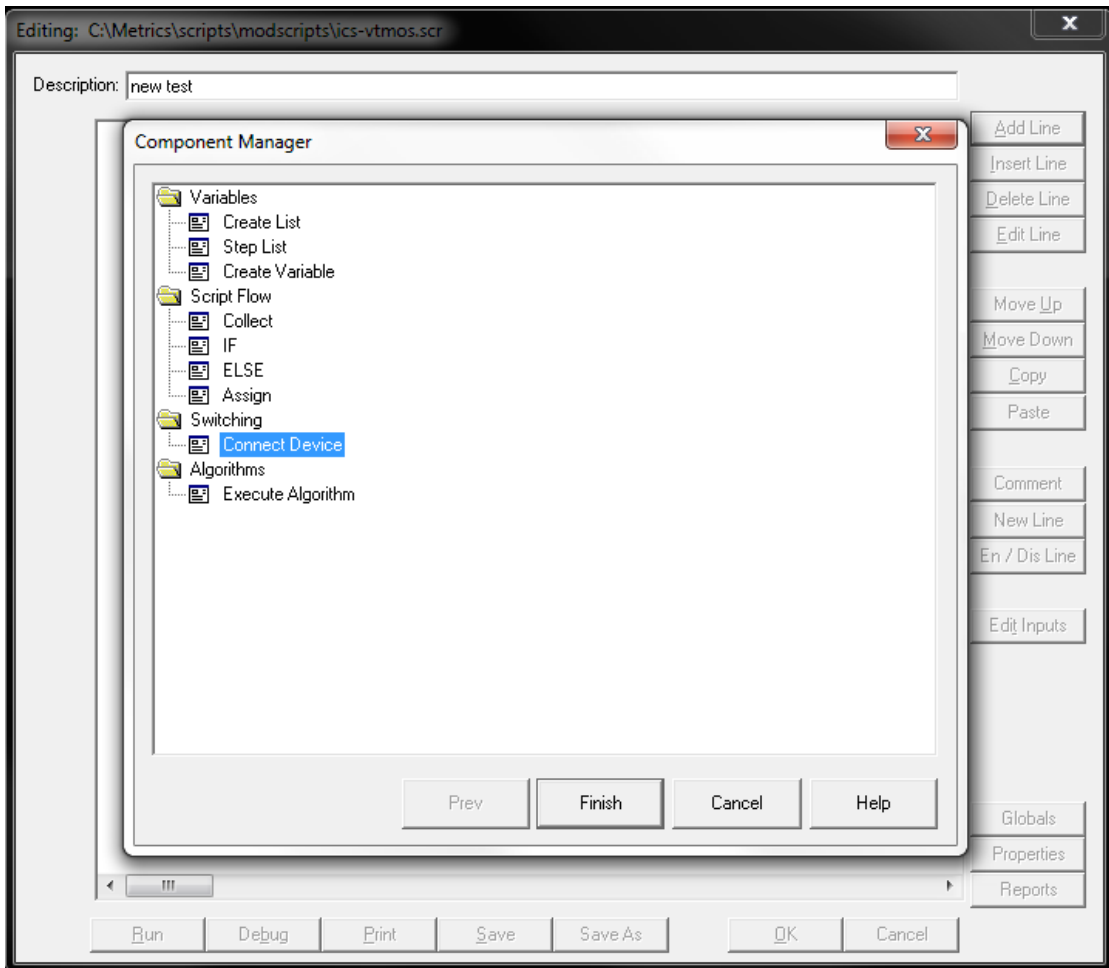 Editing: C:\Metrics\scripts\modscripts\ics-vtmos.scr
x
Description: new test
Component Manager
x
Variables
Create List
Step List
Create Variable
Script Flow
Collect
IF
ELSE
Assign
Switching
Connect Device
Algorithms
Execute Algorithm
Prev Finish Cancel Help
Add Line
Insert Line
Delete Line
Edit Line
Move Up
Move Down
Copy
Paste
Comment
New Line
En / Dis Line
Edit Inputs
Globals
Properties
Reports
Run Debug Print Save Save As OK Cancel